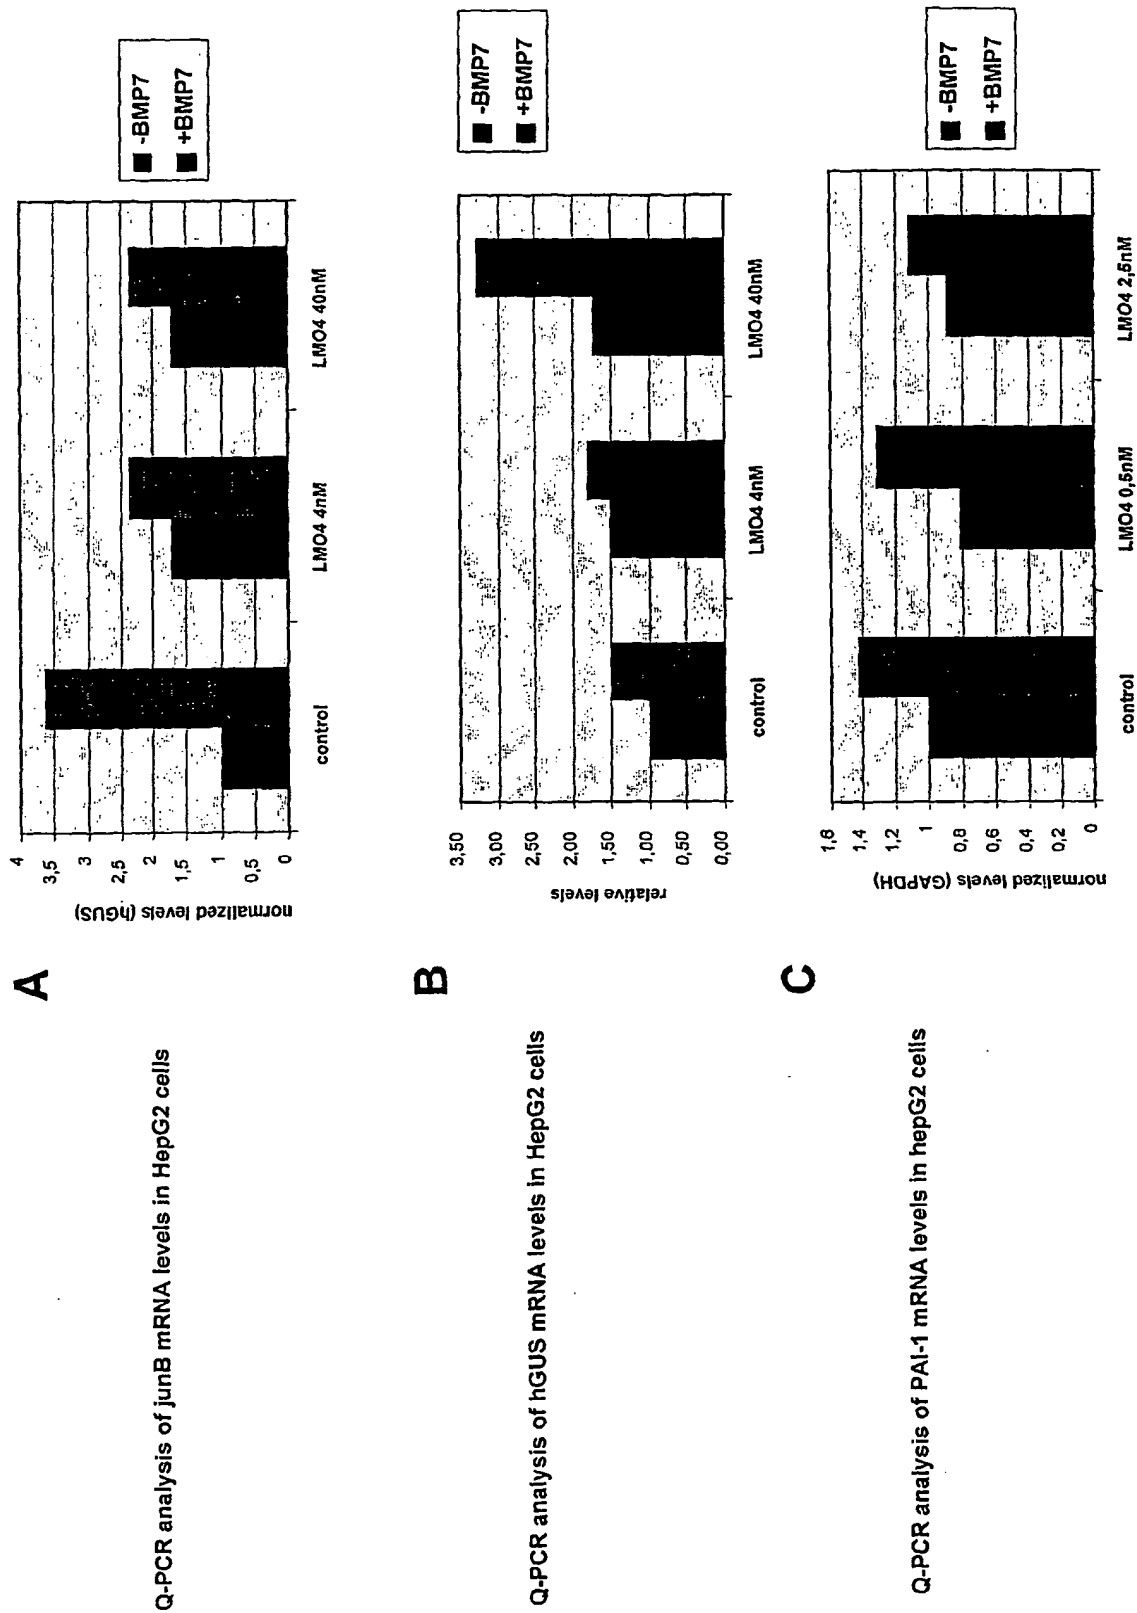 A
Q-PCR analysis of junB mRNA levels in HepG2 cells
normalized levels (hGUS)
4
3,5
3
2,5
2
1,5
1
0,5
0
control
LMO4 4nM
LMO4 40nM
-BMP7
+BMP7
B
Q-PCR analysis of hGUS mRNA levels in HepG2 cells
relative levels
3,50
3,00
2,50
2,00
1,50
1,00
0,50
0,00
control
LMO4 4nM
LMO4 40nM
-BMP7
+BMP7
C
Q-PCR analysis of PAI-1 mRNA levels in hepG2 cells
normalized levels (GAPDH)
1,6
1,4
1,2
1
0,8
0,6
0,4
0,2
0
control
LMO4 0,5nM
LMO4 2,5nM
-BMP7
+BMP7